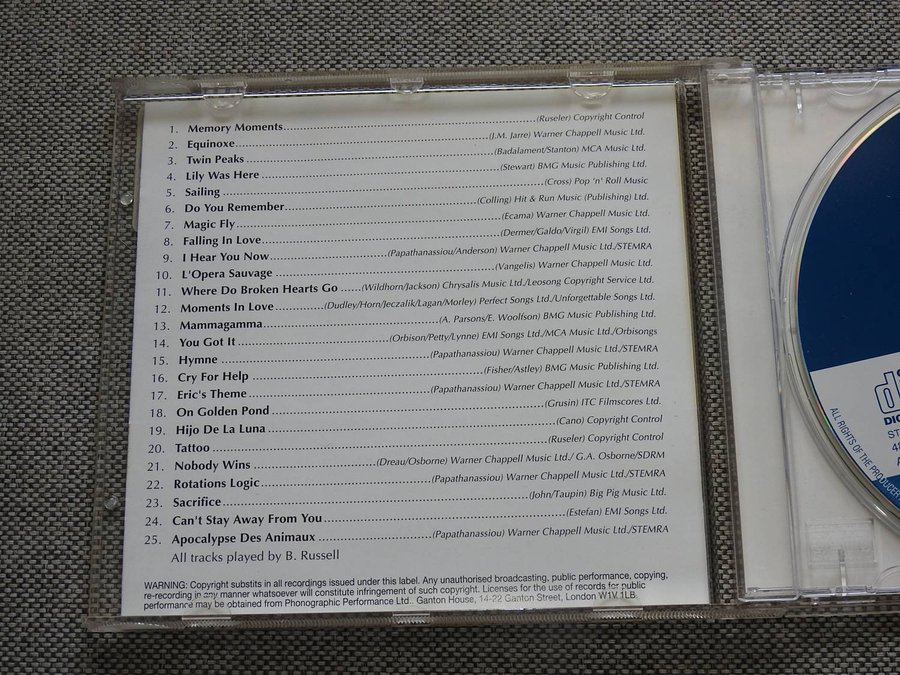 1. Memory Moments (Ruseler) Copyright Control
2. Equinoxe (J.M. Jarre) Warner Chappell Music Ltd.
3. Twin Peaks (Badalament/Stanton) MCA Music Ltd.
4. Lily Was Here (Stewart) BMG Music Publishing Ltd.
5. Sailing (Cross) Pop 'n' Roll Music
6. Do You Remember (Colling) Hit & Run Music (Publishing) Ltd.
7. Magic Fly (Ecama) Warner Chappell Music Ltd.
8. Falling In Love (Dermer/Galdo/Virgil) EMI Songs Ltd.
9. I Hear You Now (Papathanassiou/Anderson) Warner Chappell Music Ltd./STEMRA
10. L'Opera Sauvage (Vangelis) Warner Chappell Music Ltd.
11. Where Do Broken Hearts Go (Wildhorn/Jackson) Chrysalis Music Ltd./Leosong Copyright Service Ltd.
12. Moments In Love (Dudley/Horn/Jeczalik/Lagan/Morley) Perfect Songs Ltd./Unforgettable Songs Ltd.
13. Mammagamma (A. Parsons/E. Woolfson) BMG Music Publishing Ltd.
14. You Got It (Orbison/Petty/Lynne) EMI Songs Ltd./MCA Music Ltd./Orbisongs
15. Hymne (Papathanassiou) Warner Chappell Music Ltd./STEMRA
16. Cry For Help (Fisher/Astley) BMG Music Publishing Ltd.
17. Eric's Theme (Papathanassiou) Warner Chappell Music Ltd./STEMRA
18. On Golden Pond (Grusin) ITC Filmscores Ltd.
19. Hijo De La Luna (Cano) Copyright Control
20. Tattoo (Ruseler) Copyright Control
21. Nobody Wins (Dreau/Osborne) Warner Chappell Music Ltd./ G.A. Osborne/SDRM
22. Rotations Logic (Papathanassiou) Warner Chappell Music Ltd./STEMRA
23. Sacrifice (John/Taupin) Big Pig Music Ltd.
24. Can't Stay Away From You (Estefan) EMI Songs Ltd.
25. Apocalypse Des Animaux (Papathanassiou) Warner Chappell Music Ltd./STEMRA
All tracks played by B. Russell
WARNING: Copyright substits in all recordings issued under this label. Any unauthorised broadcasting, public performance, copying,
re-recording in any manner whatsoever will constitute infringement of such copyright. Licenses for the use of records for public
performance may be obtained from Phonographic Performance Ltd.. Ganton House, 14-22 Ganton Street, London W1V 1LB.
ALL RIGHTS OF THE PRODUCER